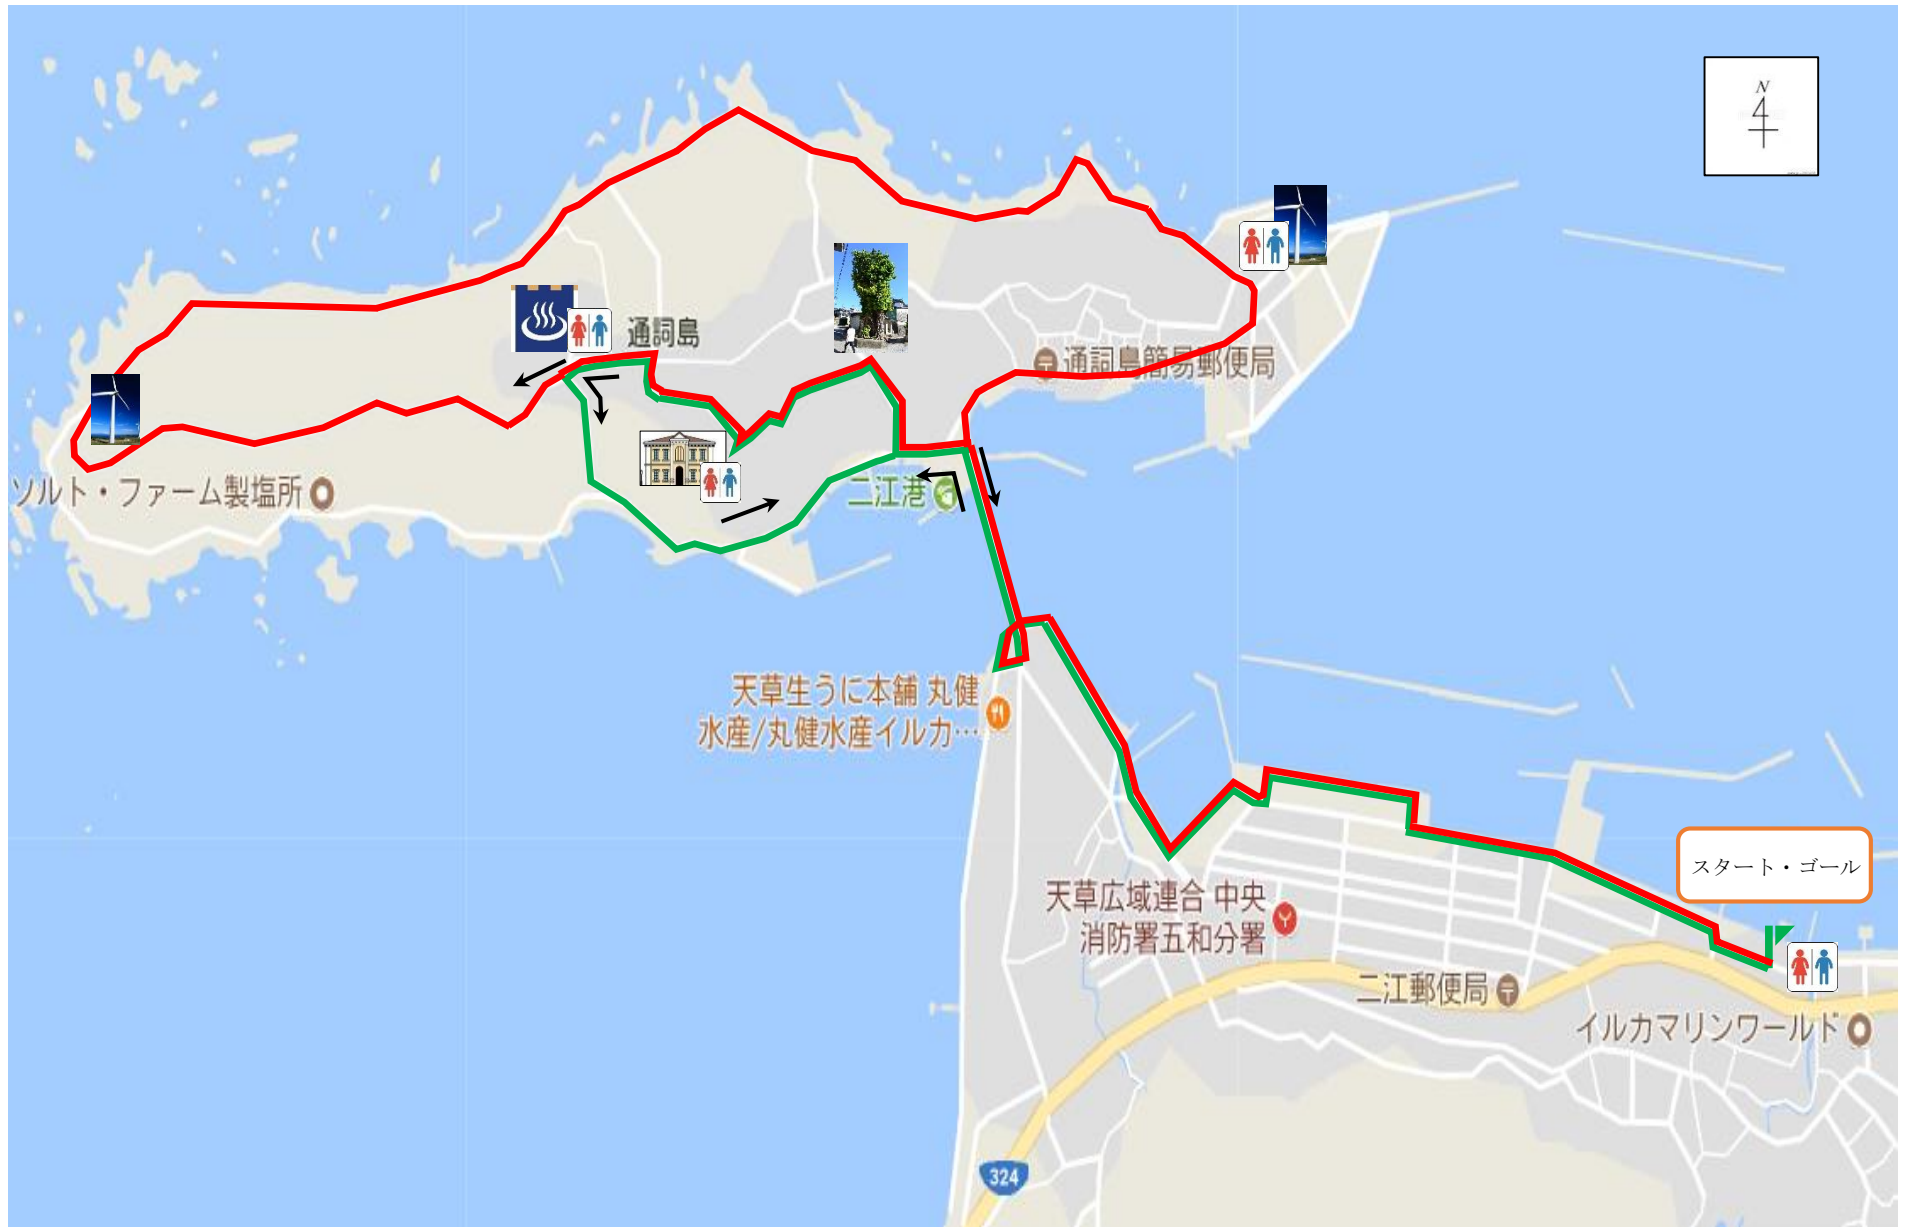 N
通詞島
〒通詞島簡易郵便局
ソルト・ファーム製塩所
二江港
天草生うに本舗 丸健
水産/丸健水産イルカ…
スタート・ゴール
天草広域連合 中央
消防署五和分署
二江郵便局〒
イルカマリンワールド
324